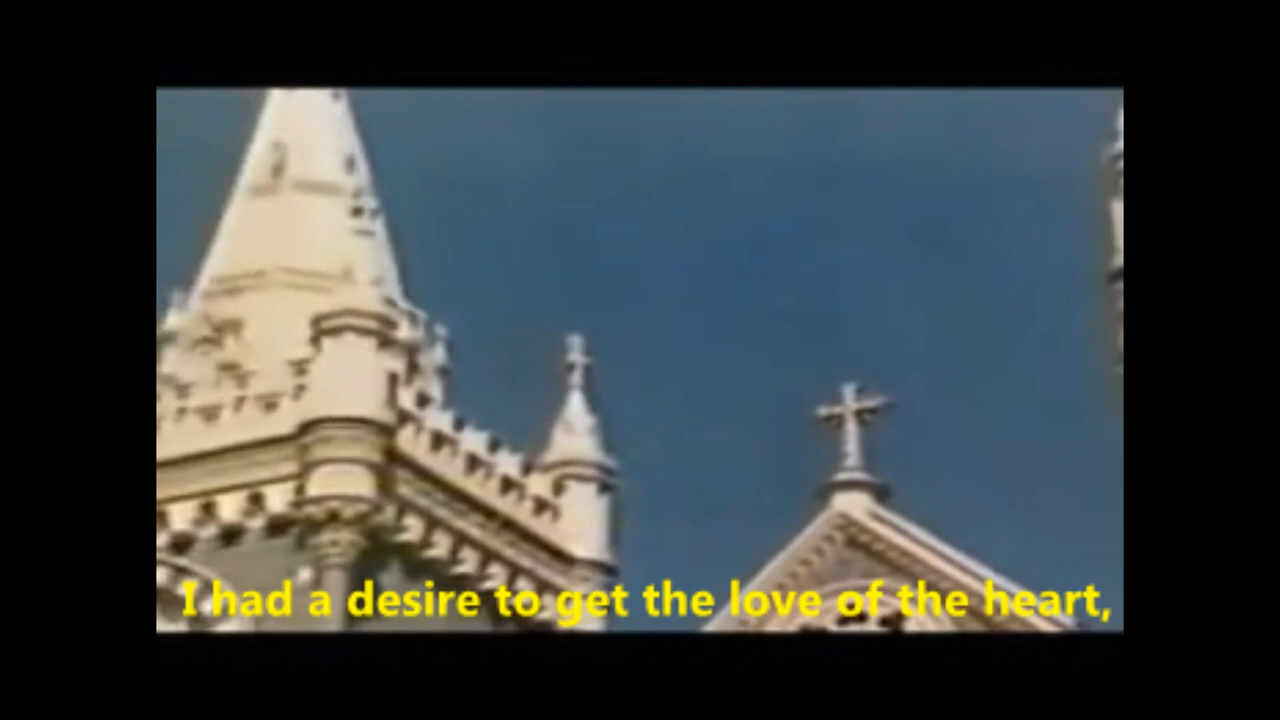 I had a desire to get the love of the heart,